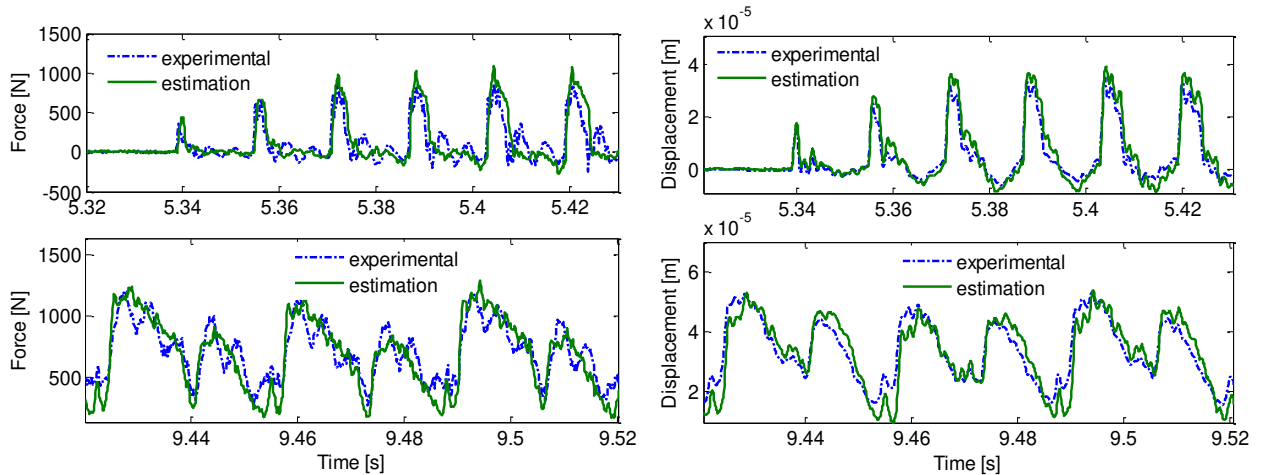 x 10⁻⁵
1500
1000
500
0
-500
Force [N]
experimental
estimation
5.32 5.34 5.36 5.38 5.4 5.42
4
2
0
Displacement [m]
experimental
estimation
5.34 5.36 5.38 5.4 5.42
x 10⁻⁵
1500
1000
500
Force [N]
experimental
estimation
9.44 9.46 9.48 9.5 9.52
Time [s]
6
4
2
Displacement [m]
experimental
estimation
9.44 9.46 9.48 9.5 9.52
Time [s]